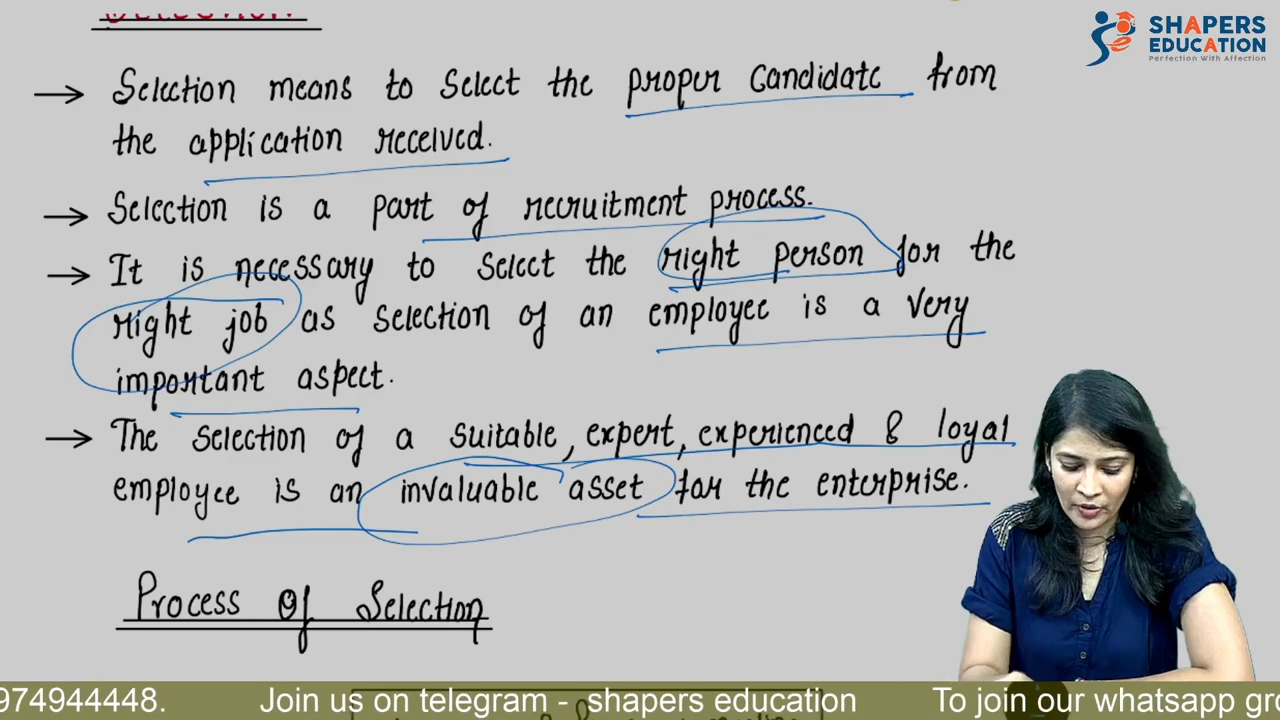 SELECTION
SHAPERS
EDUCATION
Perfection With Affection
→ Selection means to select the proper candidate from
the application received.
→ Selection is a part of recruitment process.
→ It is necessary to select the right person for the
right job as selection of an employee is a very
important aspect.
→ The selection of a suitable, expert, experienced & loyal
employee is an invaluable asset for the enterprise.
Process Of Selection
974944448. Join us on telegram - shapers education To join our whatsapp gr